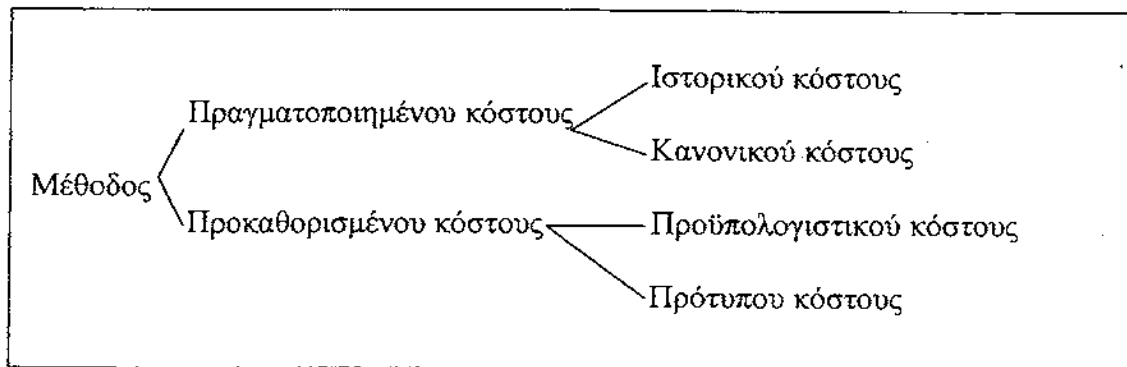 Ιστορικού κόστους
Πραγματοποιημένου κόστους
Κανονικού κόστους
Μέθοδος
Προκαθορισμένου κόστους
Προϋπολογιστικού κόστους
Πρότυπου κόστους